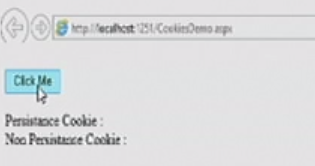 http://localhost:1251/CookiesDemo.aspx
Click Me
Persistance Cookie :
Non Persistance Cookie :